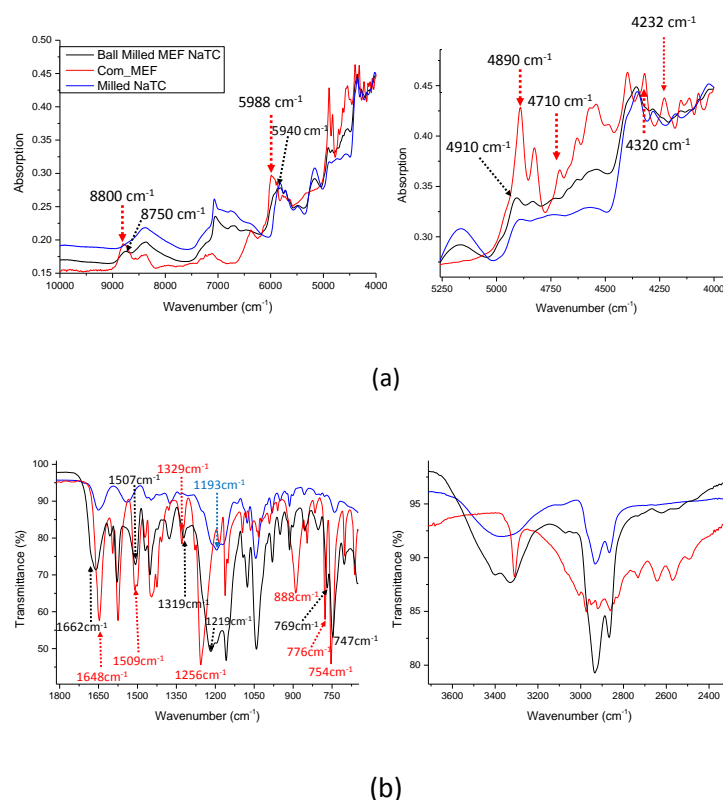 4232 cm-1
0.50
Ball Milled MEF NaTC
Com_MEF
Milled NaTC
0.45
0.40
0.35
0.30
0.25
0.20
0.15
Absorption
5988 cm-1
5940 cm-1
8800 cm-1
8750 cm-1
10000 9000 8000 7000 6000 5000 4000
Wavenumber (cm-1)
4890 cm-1
4710 cm-1
4910 cm-1
4320 cm-1
0.45
0.40
0.35
0.30
Absorption
5250 5000 4750 4500 4250 4000
Wavenumber (cm-1)
(a)
100
90
80
70
60
50
Transmittance (%)
1507cm-1
1329cm-1
1193cm-1
1662cm-1
1648cm-1
1509cm-1
1319cm-1
1219cm-1
1256cm-1
888cm-1
769cm-1
747cm-1
776cm-1
754cm-1
1800 1650 1500 1350 1200 1050 900 750
Wavenumber (cm-1)
95
90
85
80
Transmittance (%)
3600 3200 2800 2400
Wavenumber (cm-1)
(b)